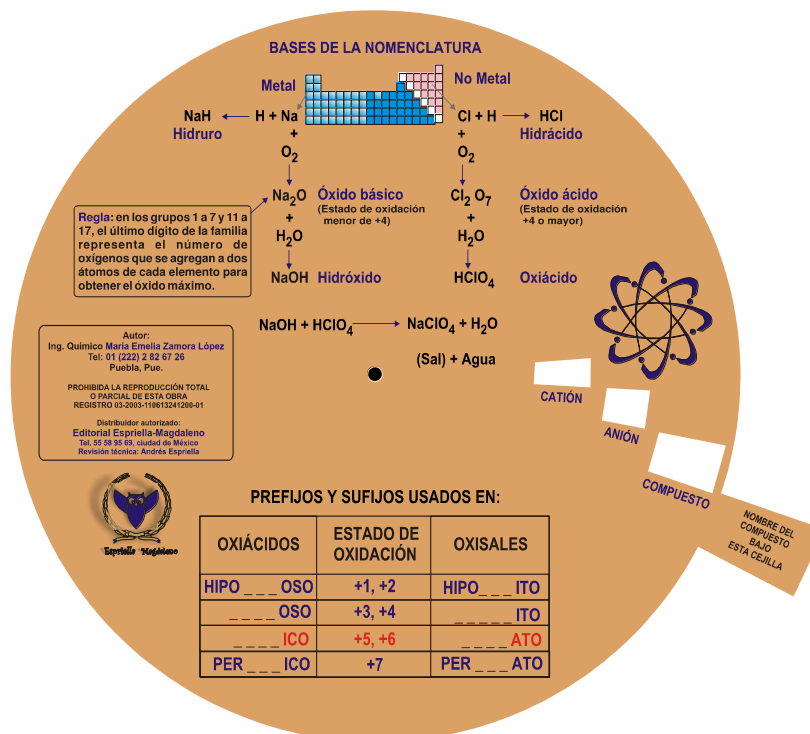 BASES DE LA NOMENCLATURA
Metal
No Metal
NaH ← H + Na
Cl + H → HCl
Hidruro
Hidrácido
+
+
O₂
O₂
Na₂O
Óxido básico
(Estado de oxidación
menor de +4)
Cl₂ O₇
Óxido ácido
(Estado de oxidación
+4 o mayor)
+
+
H₂O
H₂O
NaOH Hidróxido
HClO₄ Oxiácido
Regla: en los grupos 1 a 7 y 11 a
17, el último dígito de la familia
representa el número de
oxígenos que se agregan a dos
átomos de cada elemento para
obtener el óxido máximo.
NaOH + HClO₄ → NaClO₄ + H₂O
(Sal) + Agua
Autor:
Ing. Químico María Emelia Zamora López
Tel: 01 (222) 2 82 67 26
Puebla, Pue.
PROHIBIDA LA REPRODUCCIÓN TOTAL
O PARCIAL DE ESTA OBRA
REGISTRO 03-2003-110613241200-01
Distribuidor autorizado:
Editorial Espriella-Magdaleno
Tel. 55 58 95 69, ciudad de México
Revisión técnica: Andrés Espriella
Espriella Magdaleno
CATIÓN
ANIÓN
COMPUESTO
NOMBRE DEL
COMPUESTO
BAJO
ESTA CEJILLA
PREFIJOS Y SUFIJOS USADOS EN:
OXIÁCIDOS
ESTADO DE
OXIDACIÓN
OXISALES
HIPO _ _ _ OSO +1, +2 HIPO_ _ _ ITO
_ _ _ _ OSO +3, +4 _ _ _ _ _ ITO
_ _ _ _ ICO +5, +6 _ _ _ _ ATO
PER _ _ _ ICO +7 PER _ _ _ ATO